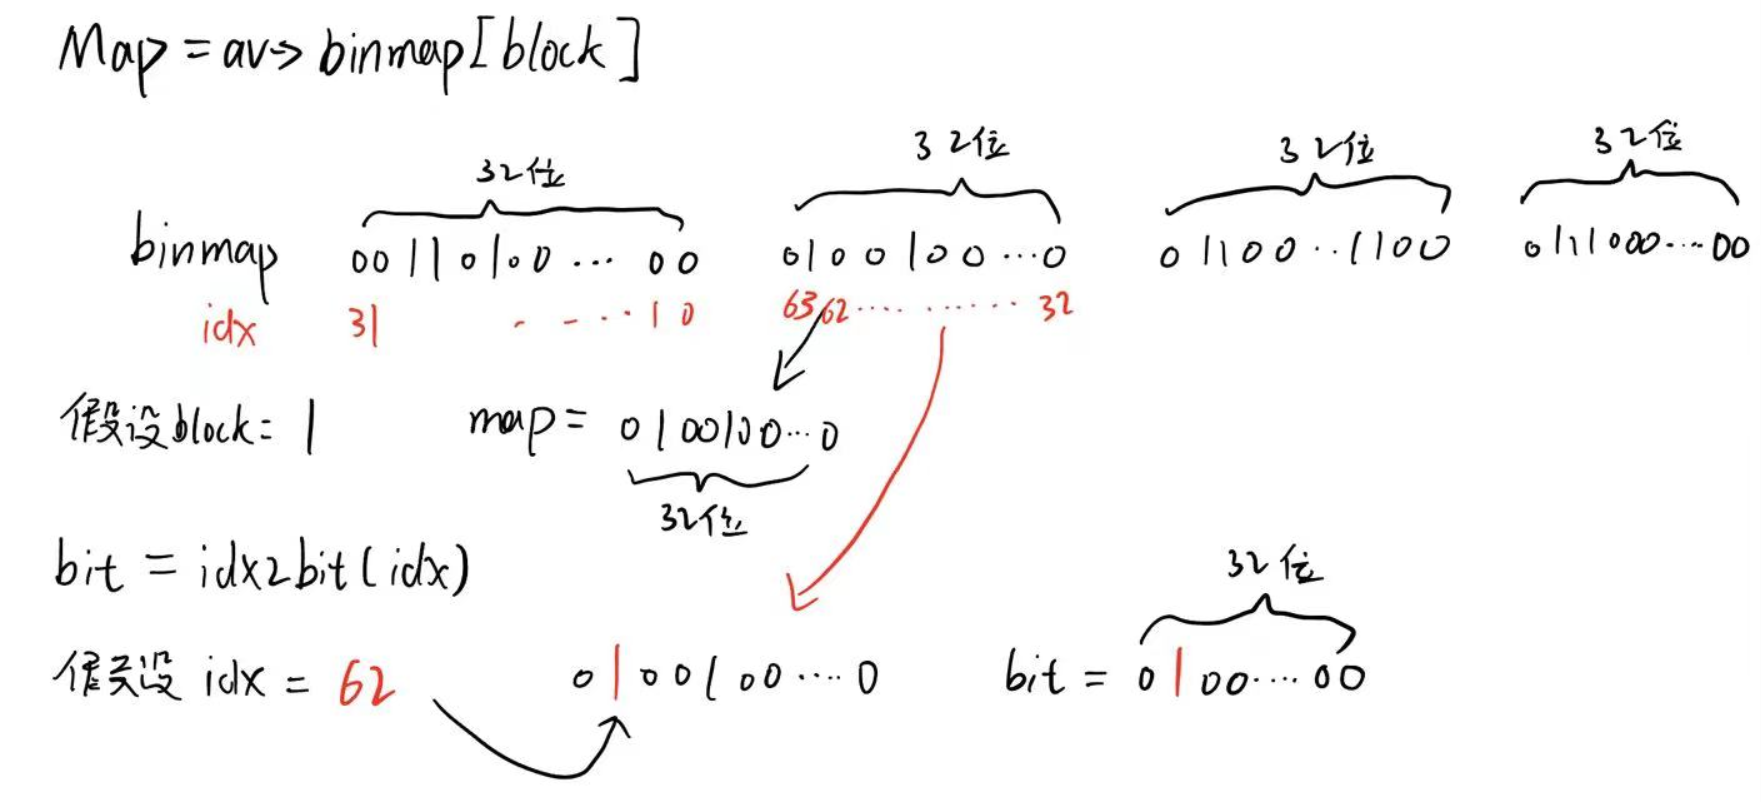 Map = av-> binmap[block]
32位 32位 32位 32位
binmap 00110100 ... 00 0100100...0 01100..1100 0111000....00
idx 31 - - ... 1 0 63 62 .... ...... 32
假设block = 1 map = 0100100...0
32位
bit = idx2bit(idx)
32位
假设 idx = 62 0100100....0 bit = 0100....00